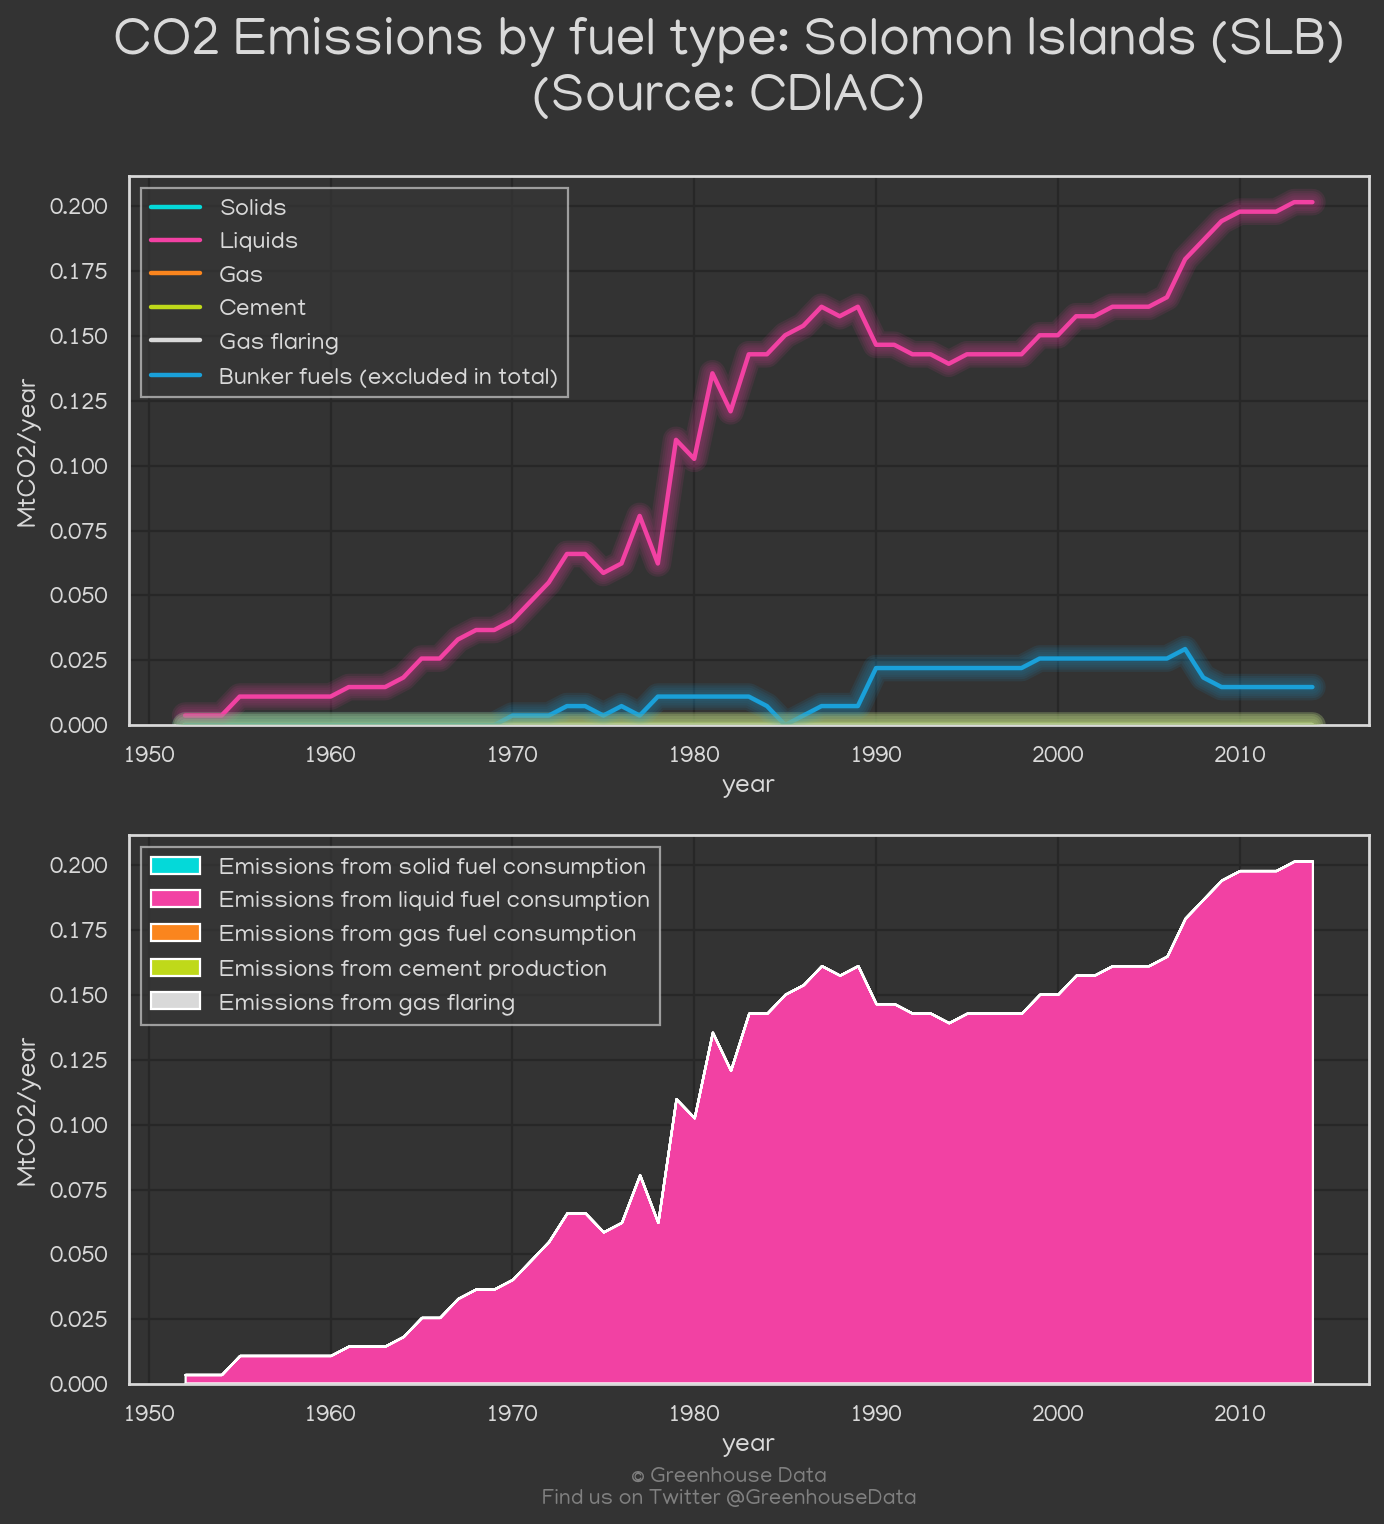 CO2 Emissions by fuel type: Solomon Islands (SLB)
(Source: CDIAC)
Solids
Liquids
Gas
Cement
Gas flaring
Bunker fuels (excluded in total)
MtCO2/year
0.200
0.175
0.150
0.125
0.100
0.075
0.050
0.025
0.000
1950 1960 1970 1980 1990 2000 2010
year
Emissions from solid fuel consumption
Emissions from liquid fuel consumption
Emissions from gas fuel consumption
Emissions from cement production
Emissions from gas flaring
MtCO2/year
0.200
0.175
0.150
0.125
0.100
0.075
0.050
0.025
0.000
1950 1960 1970 1980 1990 2000 2010
year
© Greenhouse Data
Find us on Twitter @GreenhouseData